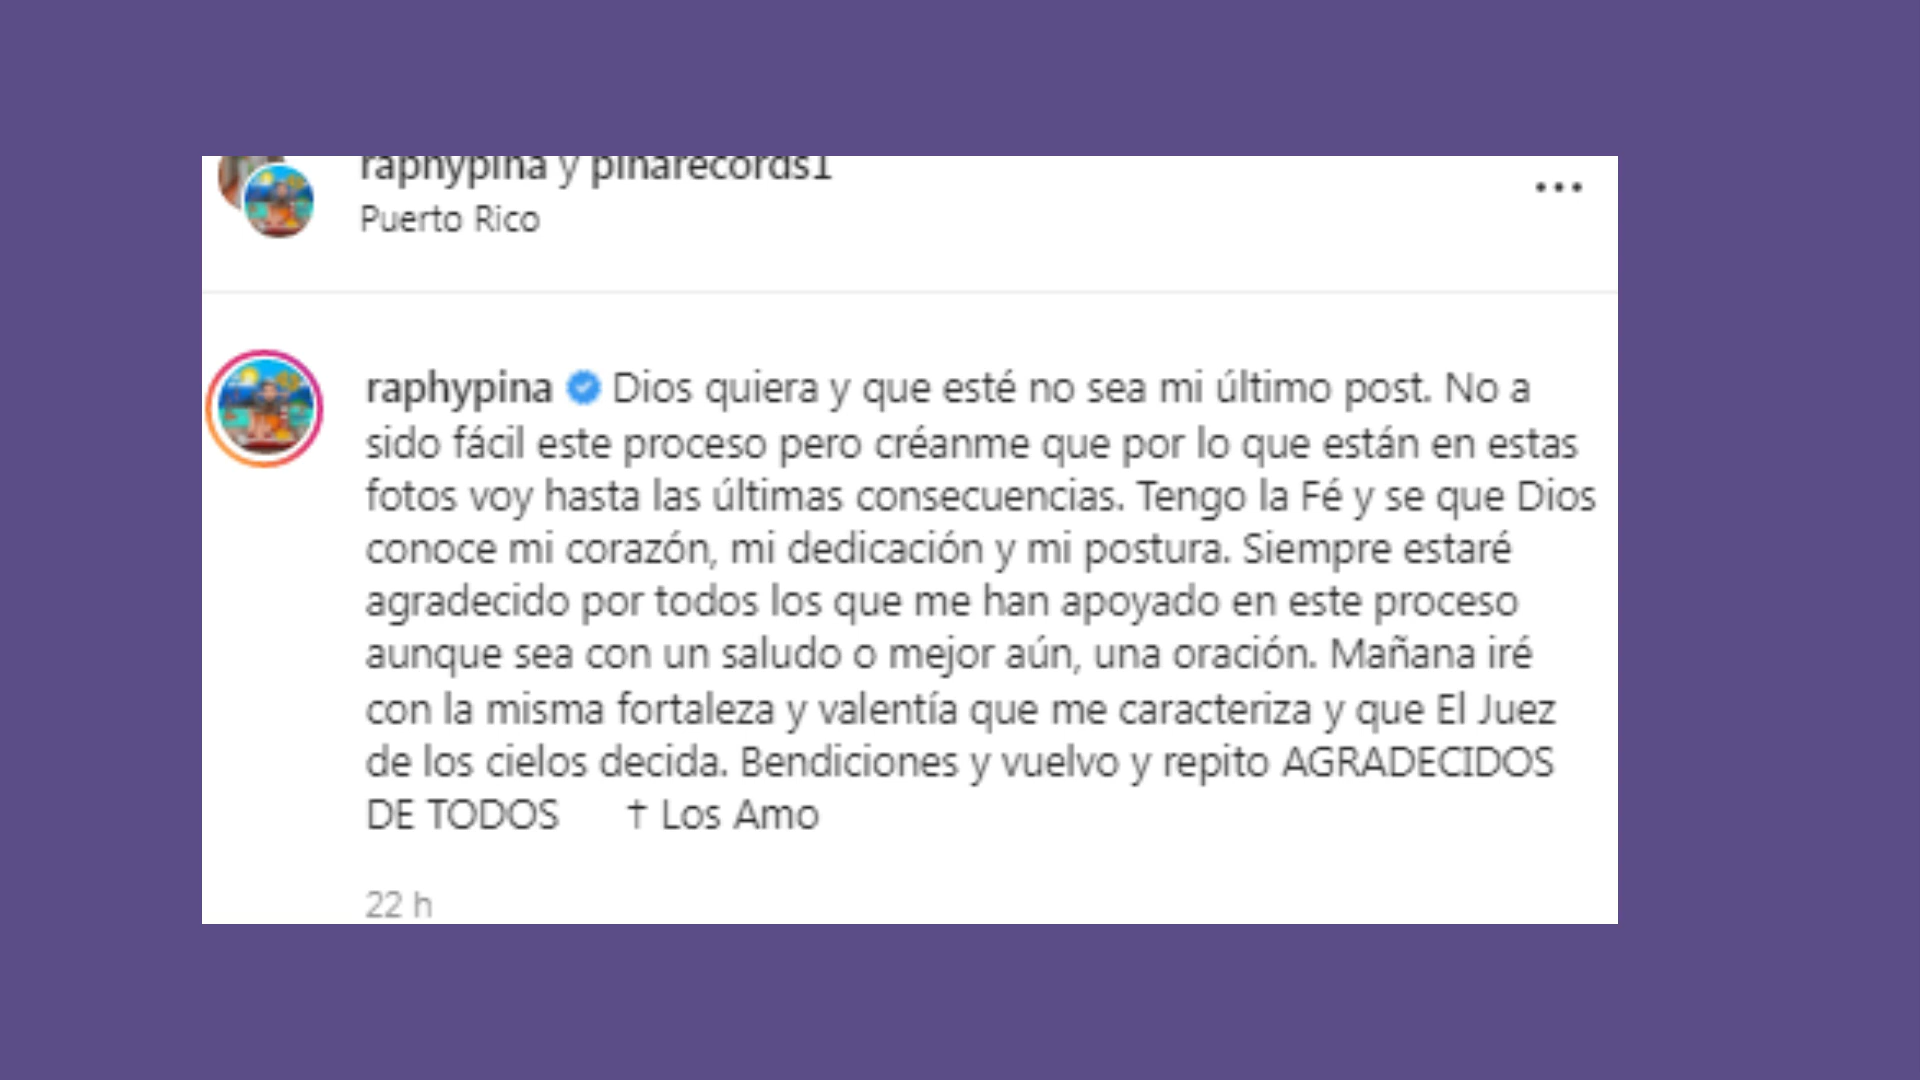 raphypina y pinarecords1
Puerto Rico
raphypina Dios quiera y que esté no sea mi último post. No a
sido fácil este proceso pero créanme que por lo que están en estas
fotos voy hasta las últimas consecuencias. Tengo la Fé y se que Dios
conoce mi corazón, mi dedicación y mi postura. Siempre estaré
agradecido por todos los que me han apoyado en este proceso
aunque sea con un saludo o mejor aún, una oración. Mañana iré
con la misma fortaleza y valentía que me caracteriza y que El Juez
de los cielos decida. Bendiciones y vuelvo y repito AGRADECIDOS
DE TODOS † Los Amo
22 h